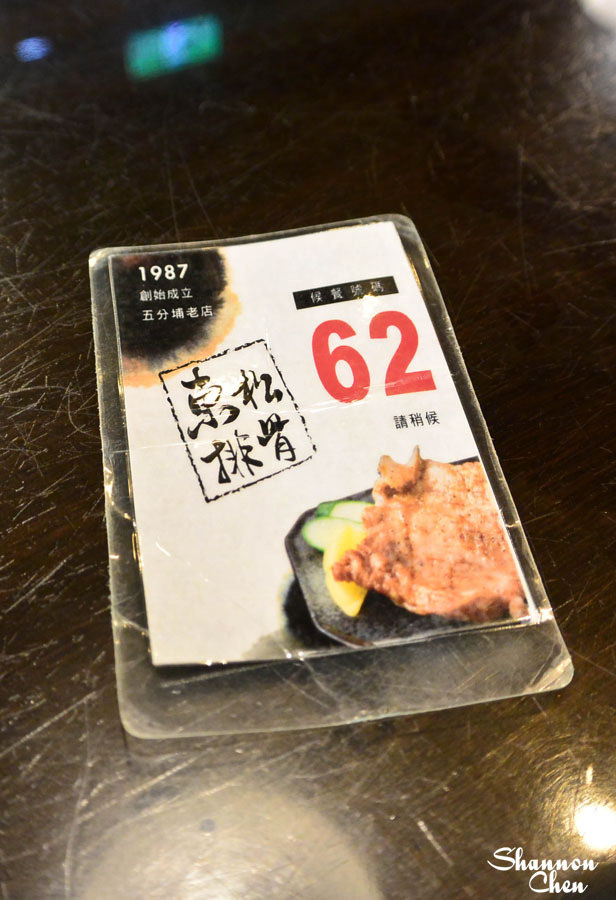 1987
創始成立
五分埔老店
候餐號碼
62
請稍候
東松
排骨
Shannon
Chen